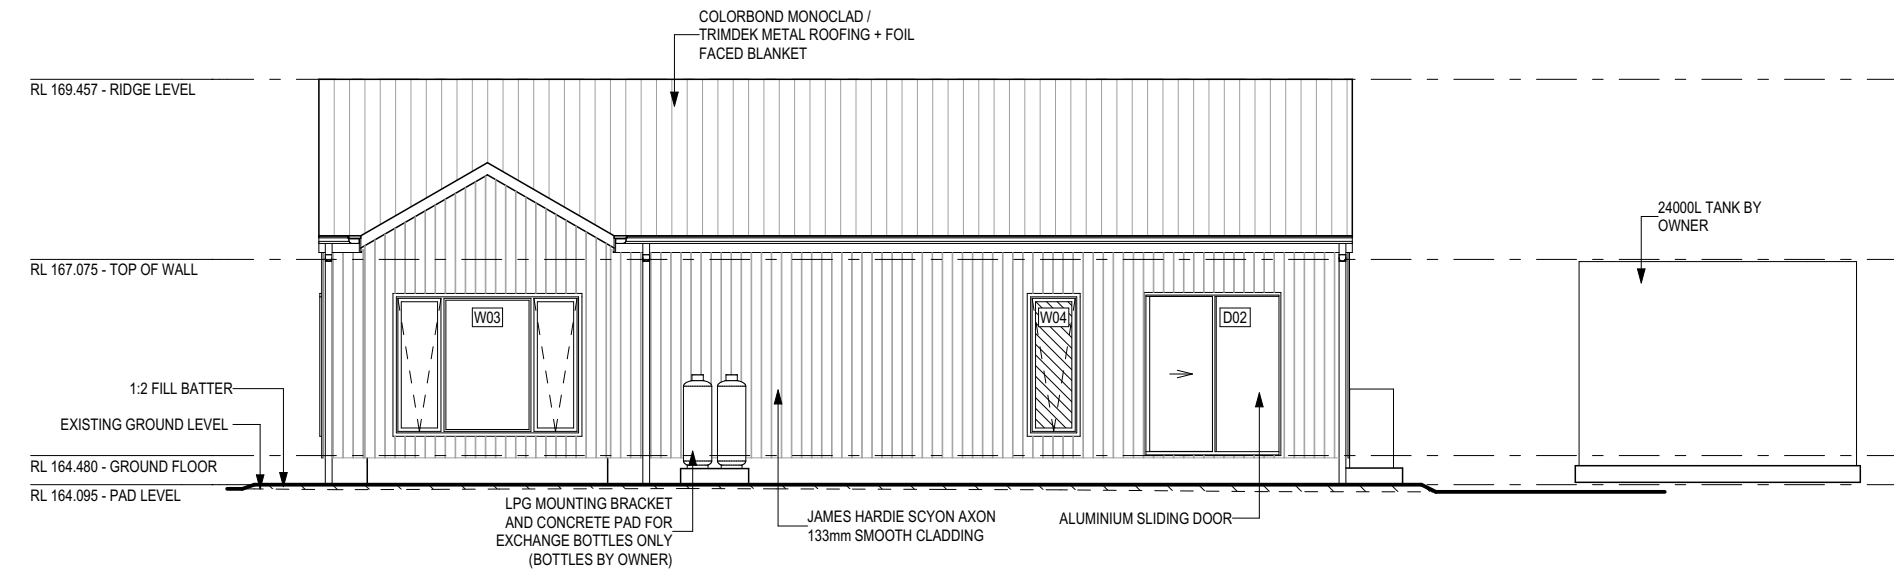 COLORBOND MONOCLAD /
TRIMDEK METAL ROOFING + FOIL
FACED BLANKET
RL 169.457 - RIDGE LEVEL
24000L TANK BY
OWNER
RL 167.075 - TOP OF WALL
W03
W04
D02
1:2 FILL BATTER
EXISTING GROUND LEVEL
RL 164.480 - GROUND FLOOR
RL 164.095 - PAD LEVEL
LPG MOUNTING BRACKET
AND CONCRETE PAD FOR
EXCHANGE BOTTLES ONLY
(BOTTLES BY OWNER)
JAMES HARDIE SCYON AXON
133mm SMOOTH CLADDING
ALUMINIUM SLIDING DOOR